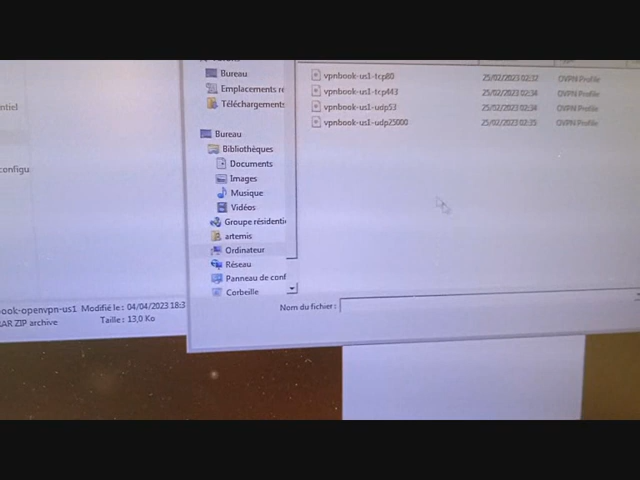 Bureau
Emplacements ré
Téléchargements
Bureau
Bibliothèques
Documents
Images
Musique
Vidéos
Groupe résidenti
artemis
Ordinateur
Réseau
Panneau de conf
Corbeille
vpnbook-us1-tcp80 25/02/2023 02:32 OVPN Profile
vpnbook-us1-tcp443 25/02/2023 02:34 OVPN Profile
vpnbook-us1-udp53 25/02/2023 02:34 OVPN Profile
vpnbook-us1-udp25000 25/02/2023 02:35 OVPN Profile
Nom du fichier :
ntiel
configu
ook-openvpn-us1 Modifié le : 04/04/2023 18:3
AR ZIP archive Taille : 13,0 Ko